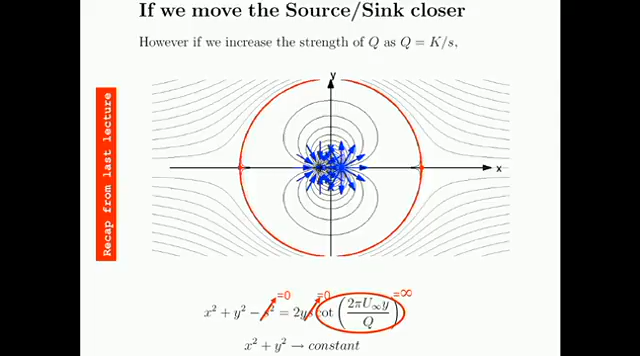 If we move the Source/Sink closer
However if we increase the strength of Q as Q = K/s,
Recap from last lecture
y
x
=0 =0 =∞
x² + y² − s² = 2ys cot (2πU∞y / Q)
x² + y² → constant